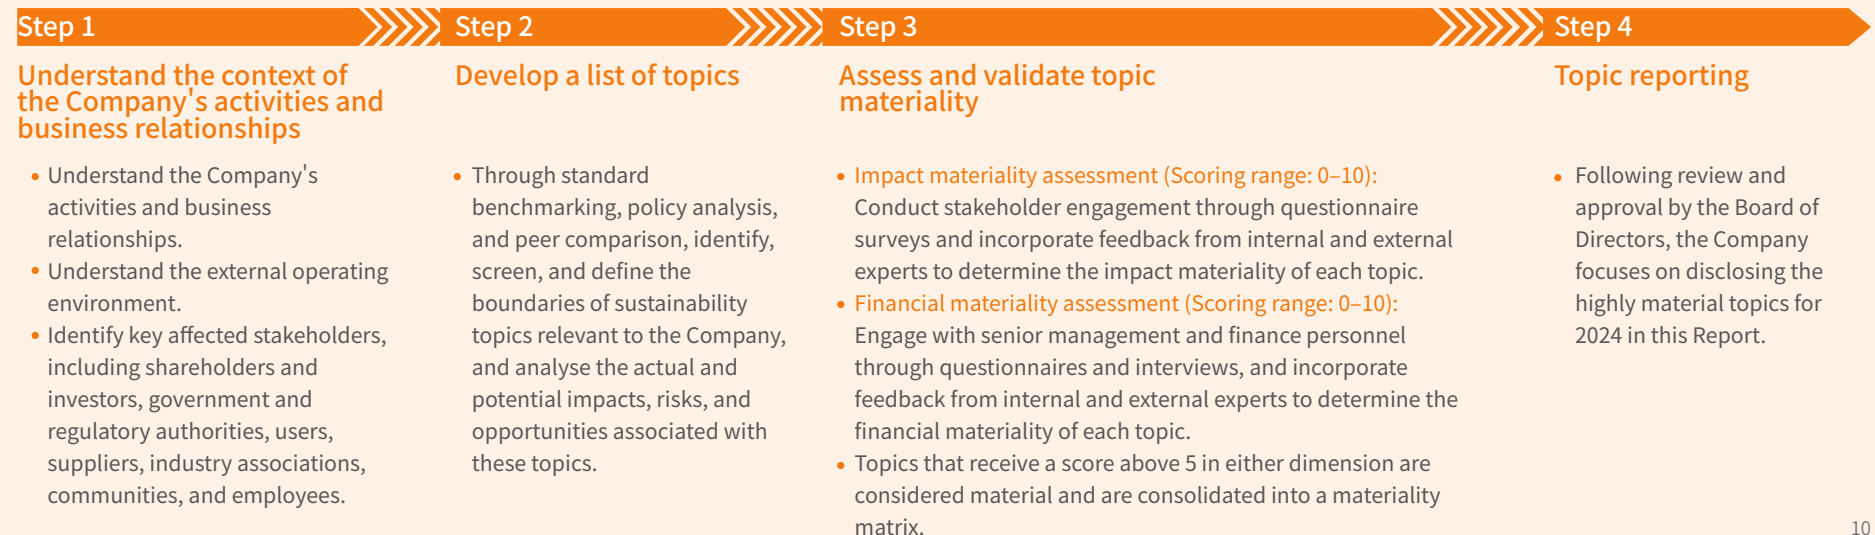 Step 1
Understand the context of
the Company's activities and
business relationships
• Understand the Company's
activities and business
relationships.
• Understand the external operating
environment.
• Identify key affected stakeholders,
including shareholders and
investors, government and
regulatory authorities, users,
suppliers, industry associations,
communities, and employees.
Step 2
Develop a list of topics
• Through standard
benchmarking, policy analysis,
and peer comparison, identify,
screen, and define the
boundaries of sustainability
topics relevant to the Company,
and analyse the actual and
potential impacts, risks, and
opportunities associated with
these topics.
Step 3
Assess and validate topic
materiality
• Impact materiality assessment (Scoring range: 0–10):
Conduct stakeholder engagement through questionnaire
surveys and incorporate feedback from internal and external
experts to determine the impact materiality of each topic.
• Financial materiality assessment (Scoring range: 0–10):
Engage with senior management and finance personnel
through questionnaires and interviews, and incorporate
feedback from internal and external experts to determine the
financial materiality of each topic.
• Topics that receive a score above 5 in either dimension are
considered material and are consolidated into a materiality
matrix.
Step 4
Topic reporting
• Following review and
approval by the Board of
Directors, the Company
focuses on disclosing the
highly material topics for
2024 in this Report.
10